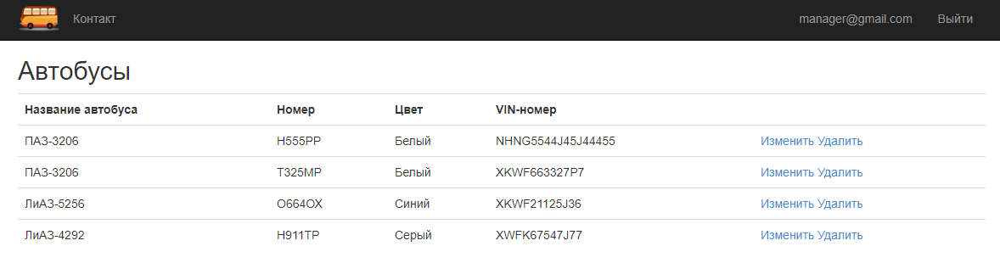 Контакт manager@gmail.com Выйти
Автобусы
Название автобуса Номер Цвет VIN-номер
ПАЗ-3206 Н555РР Белый NHNG5544J45J44455 Изменить Удалить
ПАЗ-3206 Т325МР Белый XKWF663327P7 Изменить Удалить
ЛиАЗ-5256 О664ОХ Синий XKWF21125J36 Изменить Удалить
ЛиАЗ-4292 Н911ТР Серый XWFK67547J77 Изменить Удалить